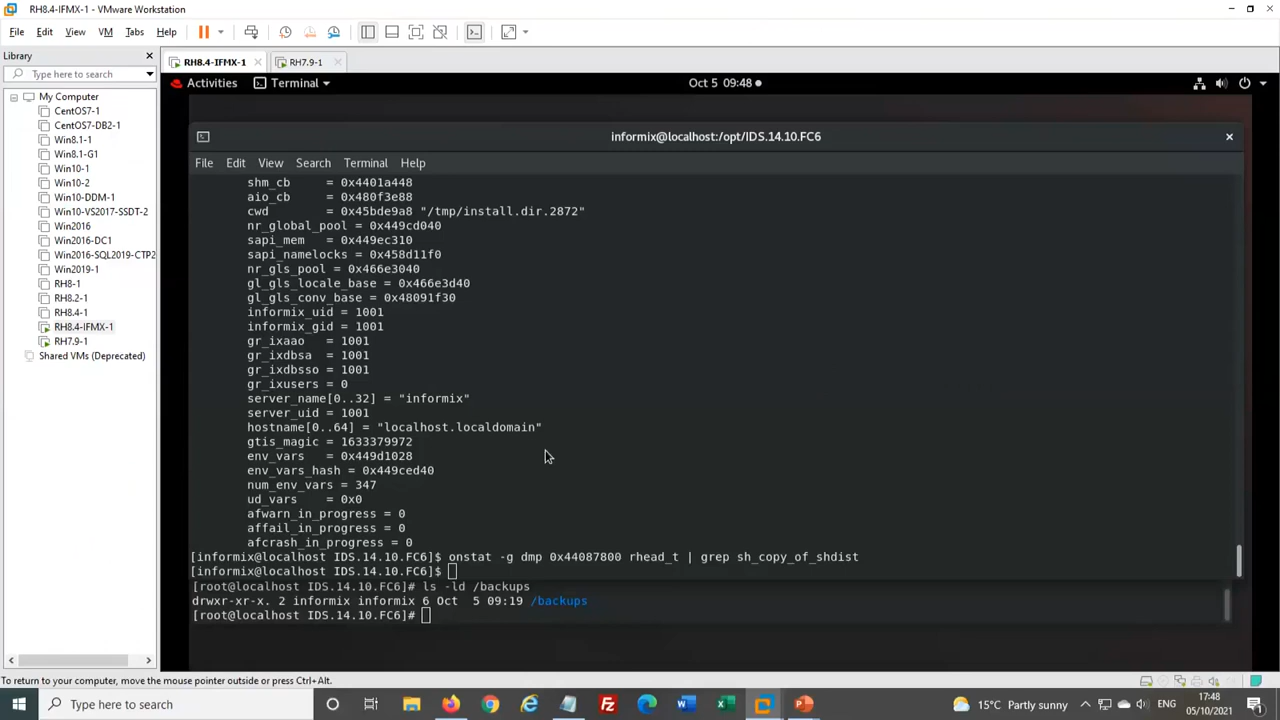 RH8.4-IFMX-1 - VMware Workstation
File Edit View VM Tabs Help
Library
Type here to search
My Computer
CentOS7-1
CentOS7-DB2-1
Win8.1-1
Win8.1-G1
Win10-1
Win10-2
Win10-DDM-1
Win10-VS2017-SSDT-2
Win2016
Win2016-DC1
Win2016-SQL2019-CTP2
Win2019-1
RH8-1
RH8.2-1
RH8.4-1
RH8.4-IFMX-1
RH7.9-1
Shared VMs (Deprecated)
RH8.4-IFMX-1 RH7.9-1
Activities Terminal Oct 5 09:48
informix@localhost:/opt/IDS.14.10.FC6
File Edit View Search Terminal Help
shm_cb = 0x4401a448
aio_cb = 0x480f3e88
cwd = 0x45bde9a8 "/tmp/install.dir.2872"
nr_global_pool = 0x449cd040
sapi_mem = 0x449ec310
sapi_namelocks = 0x458d11f0
nr_gls_pool = 0x466e3040
gl_gls_locale_base = 0x466e3d40
gl_gls_conv_base = 0x48091f30
informix_uid = 1001
informix_gid = 1001
gr_ixaao = 1001
gr_ixdbsa = 1001
gr_ixdbsso = 1001
gr_ixusers = 0
server_name[0..32] = "informix"
server_uid = 1001
hostname[0..64] = "localhost.localdomain"
gtis_magic = 1633379972
env_vars = 0x449d1028
env_vars_hash = 0x449ced40
num_env_vars = 347
ud_vars = 0x0
afwarn_in_progress = 0
affail_in_progress = 0
afcrash_in_progress = 0
[informix@localhost IDS.14.10.FC6]$ onstat -g dmp 0x44087800 rhead_t | grep sh_copy_of_shdist
[informix@localhost IDS.14.10.FC6]$
[root@localhost IDS.14.10.FC6]# ls -ld /backups
drwxr-xr-x. 2 informix informix 6 Oct 5 09:19 /backups
[root@localhost IDS.14.10.FC6]#
To return to your computer, move the mouse pointer outside or press Ctrl+Alt.
Type here to search
15°C Partly sunny
ENG
17:48
05/10/2021